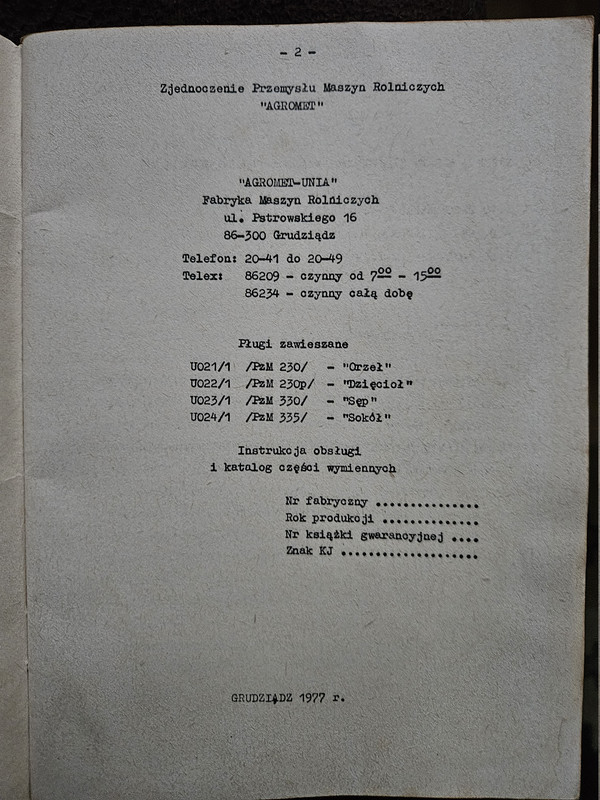 - 2 -
Zjednoczenie Przemysłu Maszyn Rolniczych
"AGROMET"
"AGROMET-UNIA"
Fabryka Maszyn Rolniczych
ul. Pstrowskiego 16
86-300 Grudziądz
Telefon: 20-41 do 20-49
Telex: 86209 - czynny od 7⁰⁰ - 15⁰⁰
86234 - czynny całą dobę
Pługi zawieszane
U021/1 /PzM 230/ - "Orzeł"
U022/1 /PzM 230p/ - "Dzięcioł"
U023/1 /PzM 330/ - "Sęp"
U024/1 /PzM 335/ - "Sokół"
Instrukcja obsługi
i katalog części wymiennych
Nr fabryczny ...............
Rok produkcji ..............
Nr książki gwarancyjnej ....
Znak KJ ....................
GRUDZIĄDZ 1977 r.